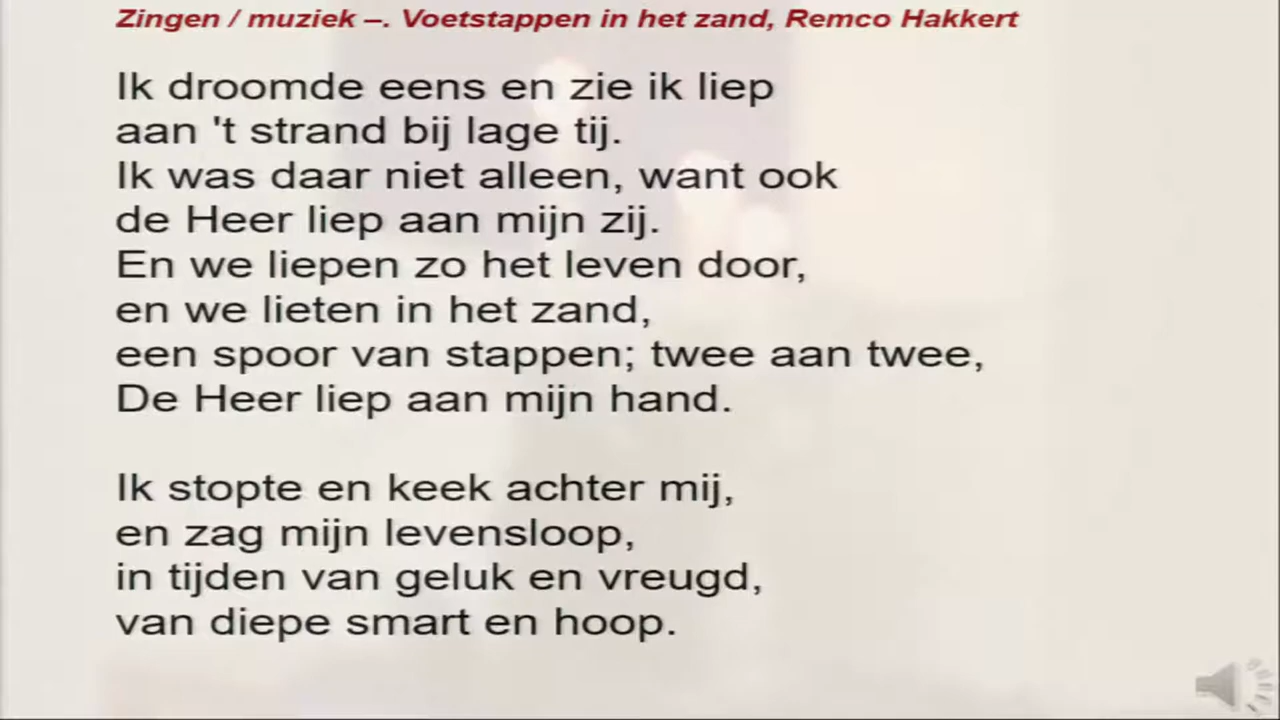 Zingen / muziek –. Voetstappen in het zand, Remco Hakkert
Ik droomde eens en zie ik liep
aan 't strand bij lage tij.
Ik was daar niet alleen, want ook
de Heer liep aan mijn zij.
En we liepen zo het leven door,
en we lieten in het zand,
een spoor van stappen; twee aan twee,
De Heer liep aan mijn hand.
Ik stopte en keek achter mij,
en zag mijn levensloop,
in tijden van geluk en vreugd,
van diepe smart en hoop.